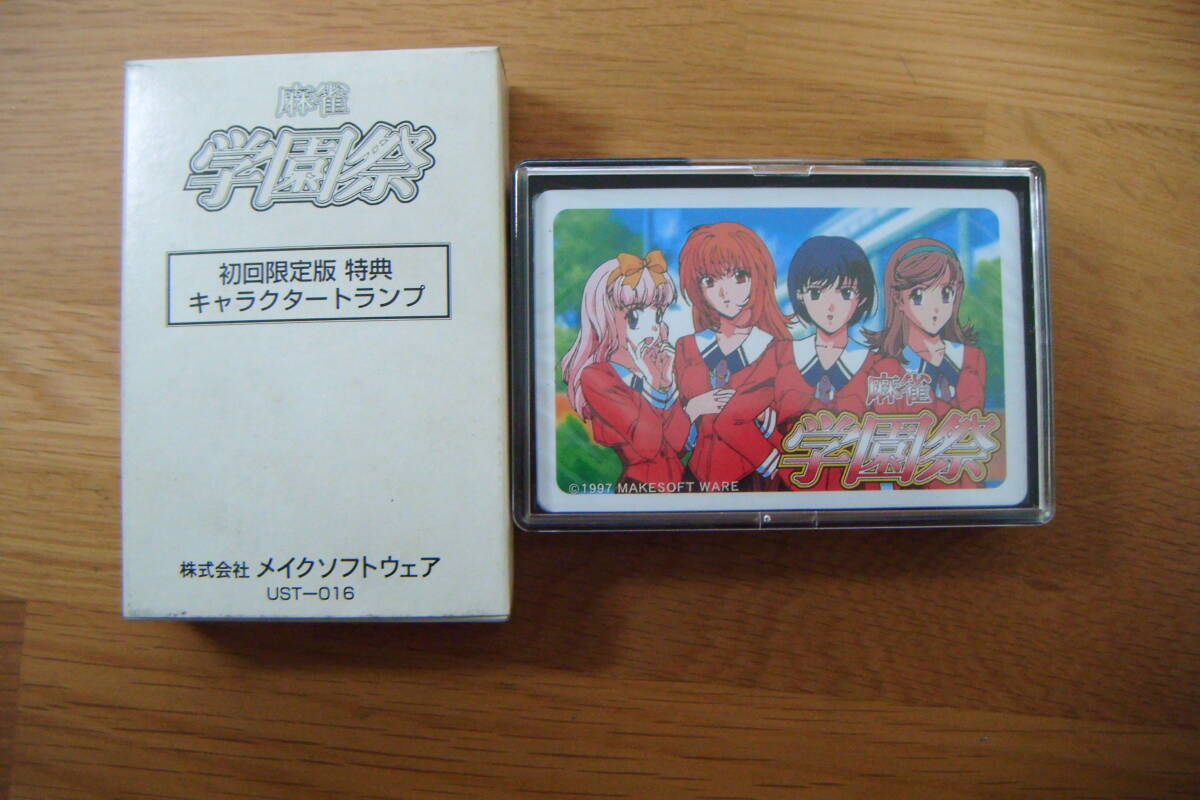 麻雀
学園祭
初回限定版 特典
キャラクタートランプ
株式会社 メイクソフトウェア
UST-016
麻雀
学園祭
©1997 MAKESOFT WARE